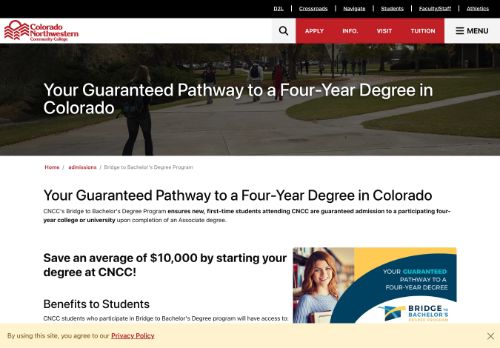 D2L
Crossroads
Navigate
Students
Faculty/Staff
Athletics
Colorado
Northwestern
Community College
APPLY
INFO.
VISIT
TUITION
MENU
Your Guaranteed Pathway to a Four-Year Degree in
Colorado
Home / admissions / Bridge to Bachelor's Degree Program
Your Guaranteed Pathway to a Four-Year Degree in Colorado
CNCC's Bridge to Bachelor's Degree Program ensures new, first-time students attending CNCC are guaranteed admission to a participating four-
year college or university upon completion of an Associate degree.
Save an average of $10,000 by starting your
degree at CNCC!
Benefits to Students
CNCC students who participate in Bridge to Bachelor's Degree program will have access to:
YOUR GUARANTEED
PATHWAY TO A
FOUR-YEAR DEGREE
BRIDGE TO
BACHELOR'S
DEGREE PROGRAM
By using this site, you agree to our Privacy Policy